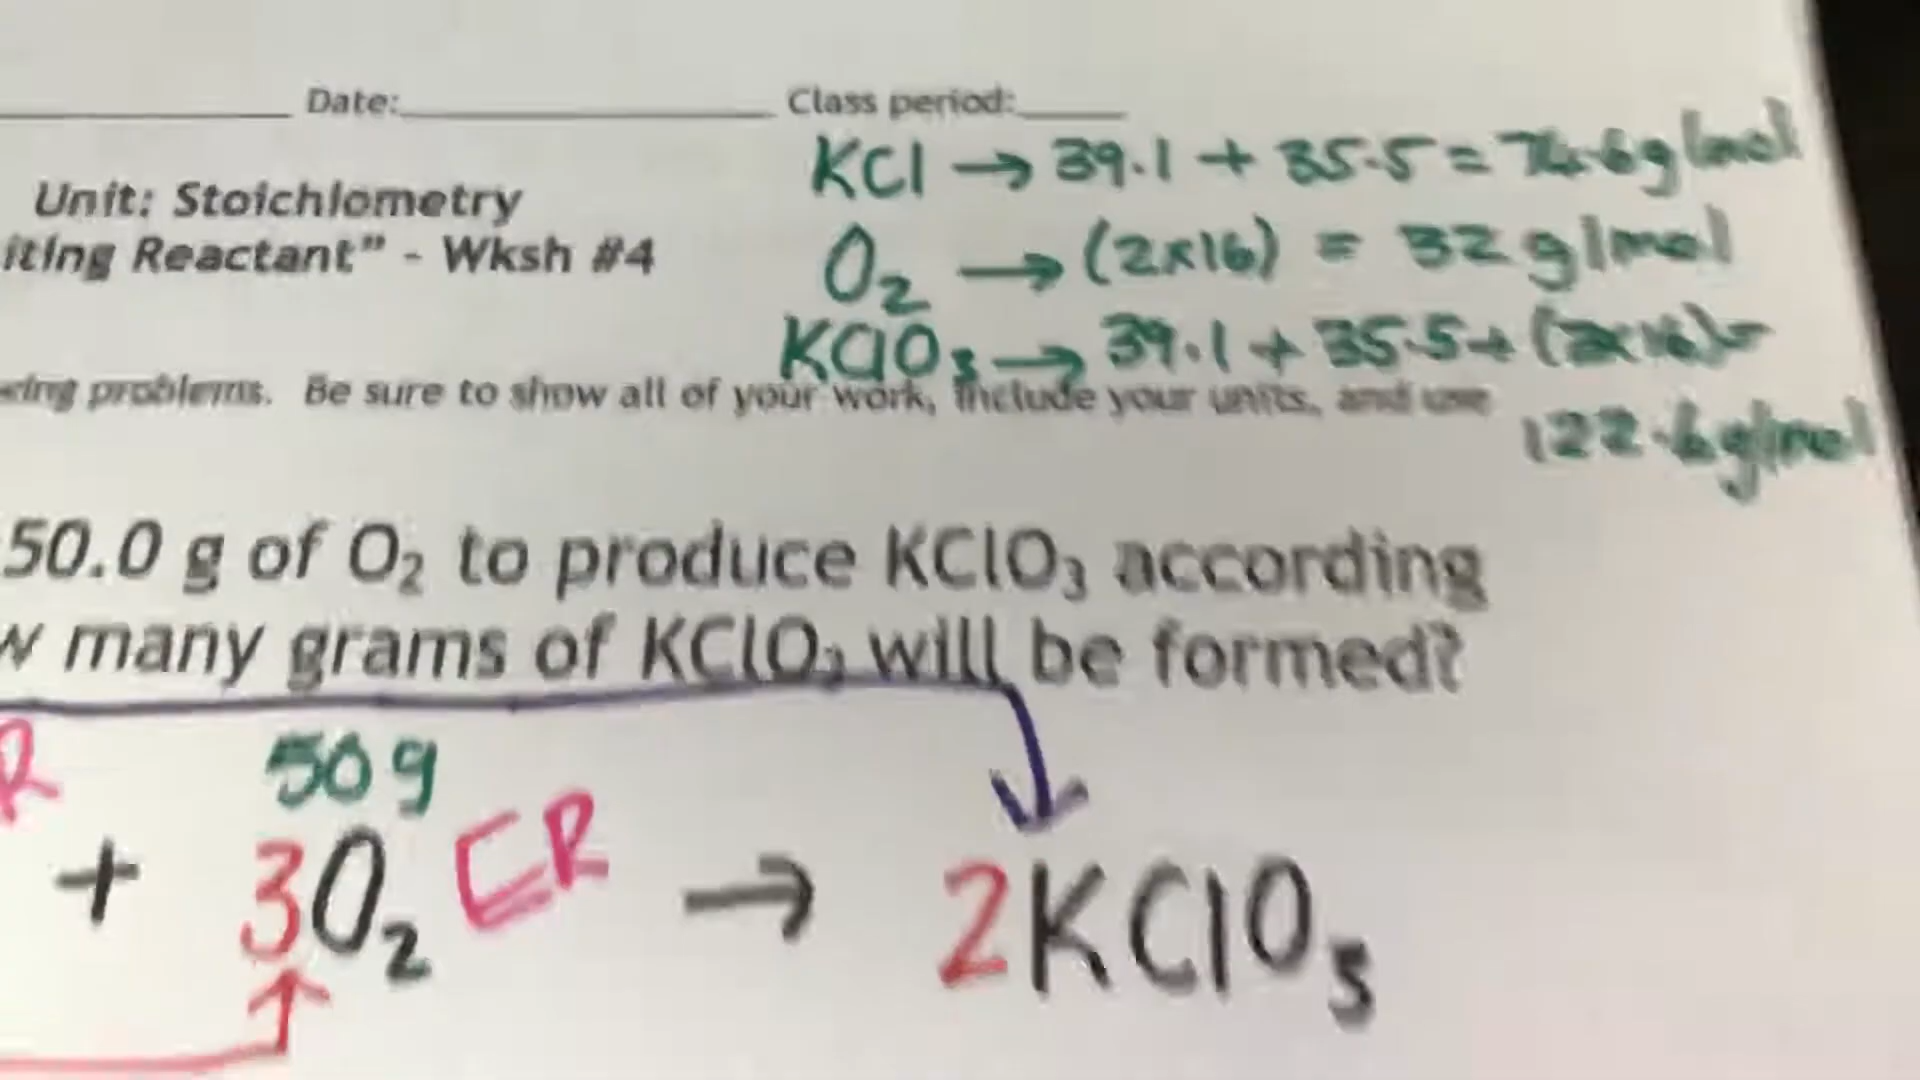 Date: Class period:
KCl → 39.1 + 35.5 = 74.6g/mol
Unit: Stoichiometry
O₂ → (2x16) = 32 g/mol
iting Reactant" - Wksh #4
KClO₃ → 39.1 + 35.5 + (3x16) =
problems. Be sure to show all of your work, include your units, and use
122.6g/mol
50.0 g of O₂ to produce KClO₃ according
w many grams of KClO₃ will be formed?
R
50 g
+ 3O₂ ER → 2KClO₃